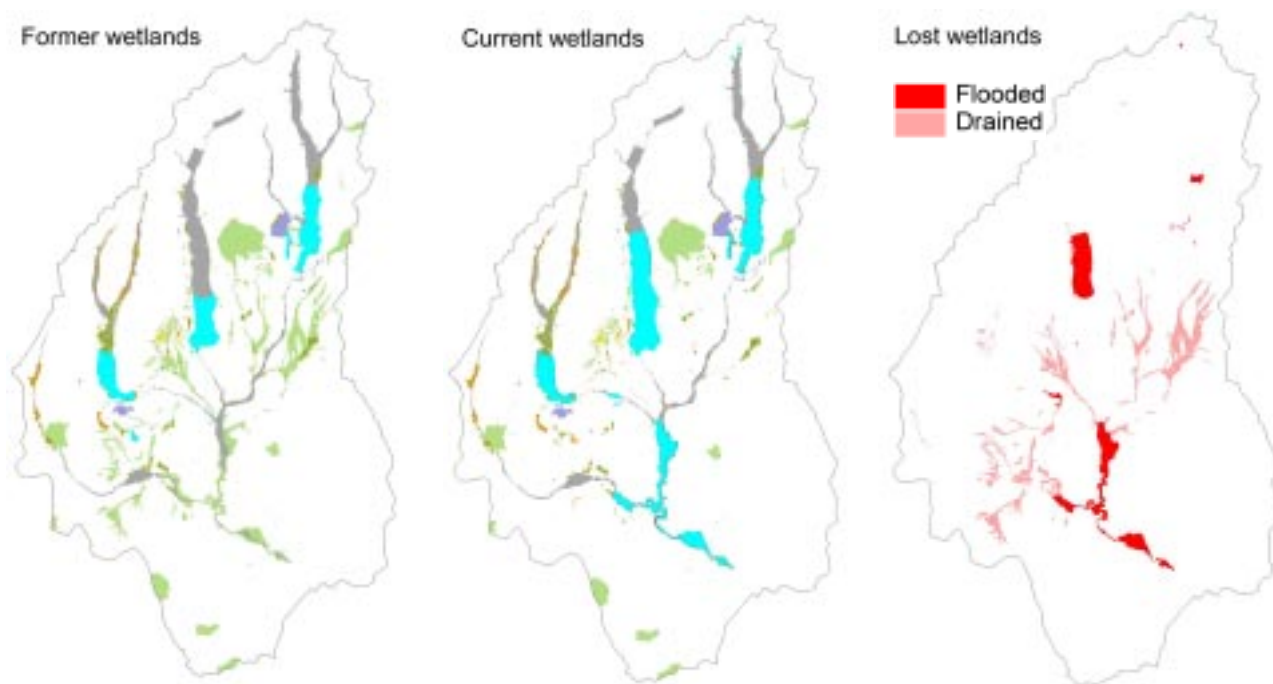 Former wetlands
Current wetlands
Lost wetlands
Flooded
Drained